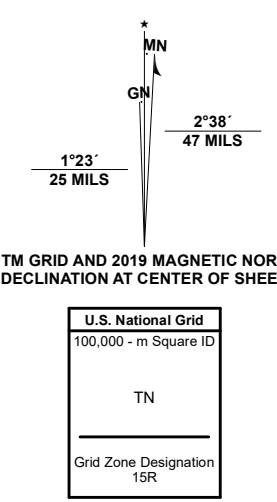 ★
MN
GN
2°38´
47 MILS
1°23´
25 MILS
TM GRID AND 2019 MAGNETIC NOR
DECLINATION AT CENTER OF SHEE
U.S. National Grid
100,000 - m Square ID
TN
Grid Zone Designation
15R